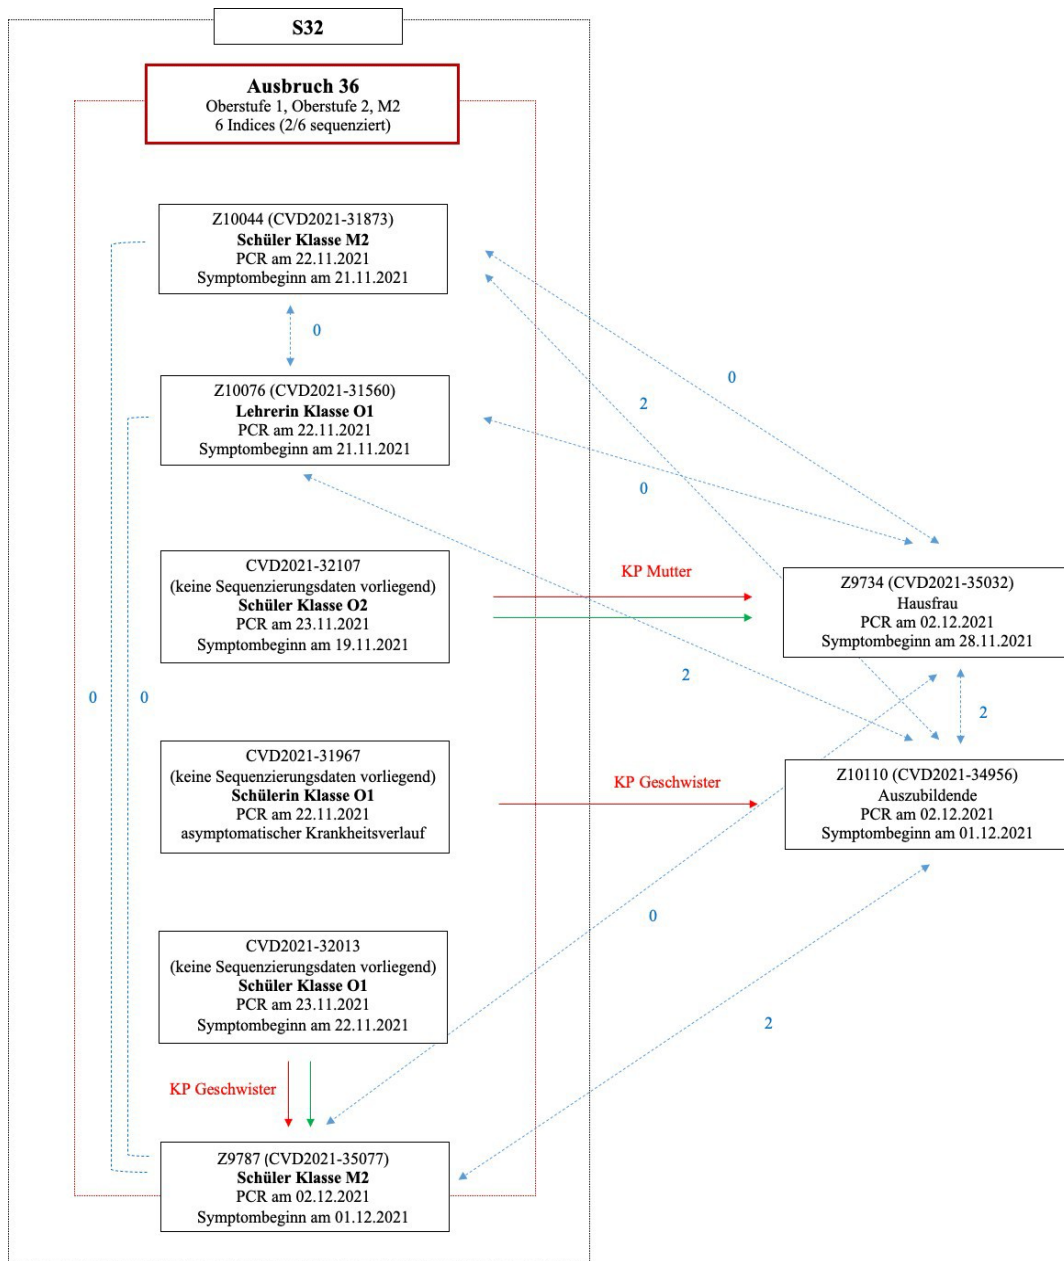 S32
Ausbruch 36
Oberstufe 1, Oberstufe 2, M2
6 Indices (2/6 sequenziert)
Z10044 (CVD2021-31873)
Schüler Klasse M2
PCR am 22.11.2021
Symptombeginn am 21.11.2021
0
0
2
Z10076 (CVD2021-31560)
Lehrerin Klasse O1
PCR am 22.11.2021
Symptombeginn am 21.11.2021
0
CVD2021-32107
(keine Sequenzierungsdaten vorliegend)
Schüler Klasse O2
PCR am 23.11.2021
Symptombeginn am 19.11.2021
KP Mutter
Z9734 (CVD2021-35032)
Hausfrau
PCR am 02.12.2021
Symptombeginn am 28.11.2021
0
0
2
2
CVD2021-31967
(keine Sequenzierungsdaten vorliegend)
Schülerin Klasse O1
PCR am 22.11.2021
asymptomatischer Krankheitsverlauf
KP Geschwister
Z10110 (CVD2021-34956)
Auszubildende
PCR am 02.12.2021
Symptombeginn am 01.12.2021
0
CVD2021-32013
(keine Sequenzierungsdaten vorliegend)
Schüler Klasse O1
PCR am 23.11.2021
Symptombeginn am 22.11.2021
2
KP Geschwister
Z9787 (CVD2021-35077)
Schüler Klasse M2
PCR am 02.12.2021
Symptombeginn am 01.12.2021